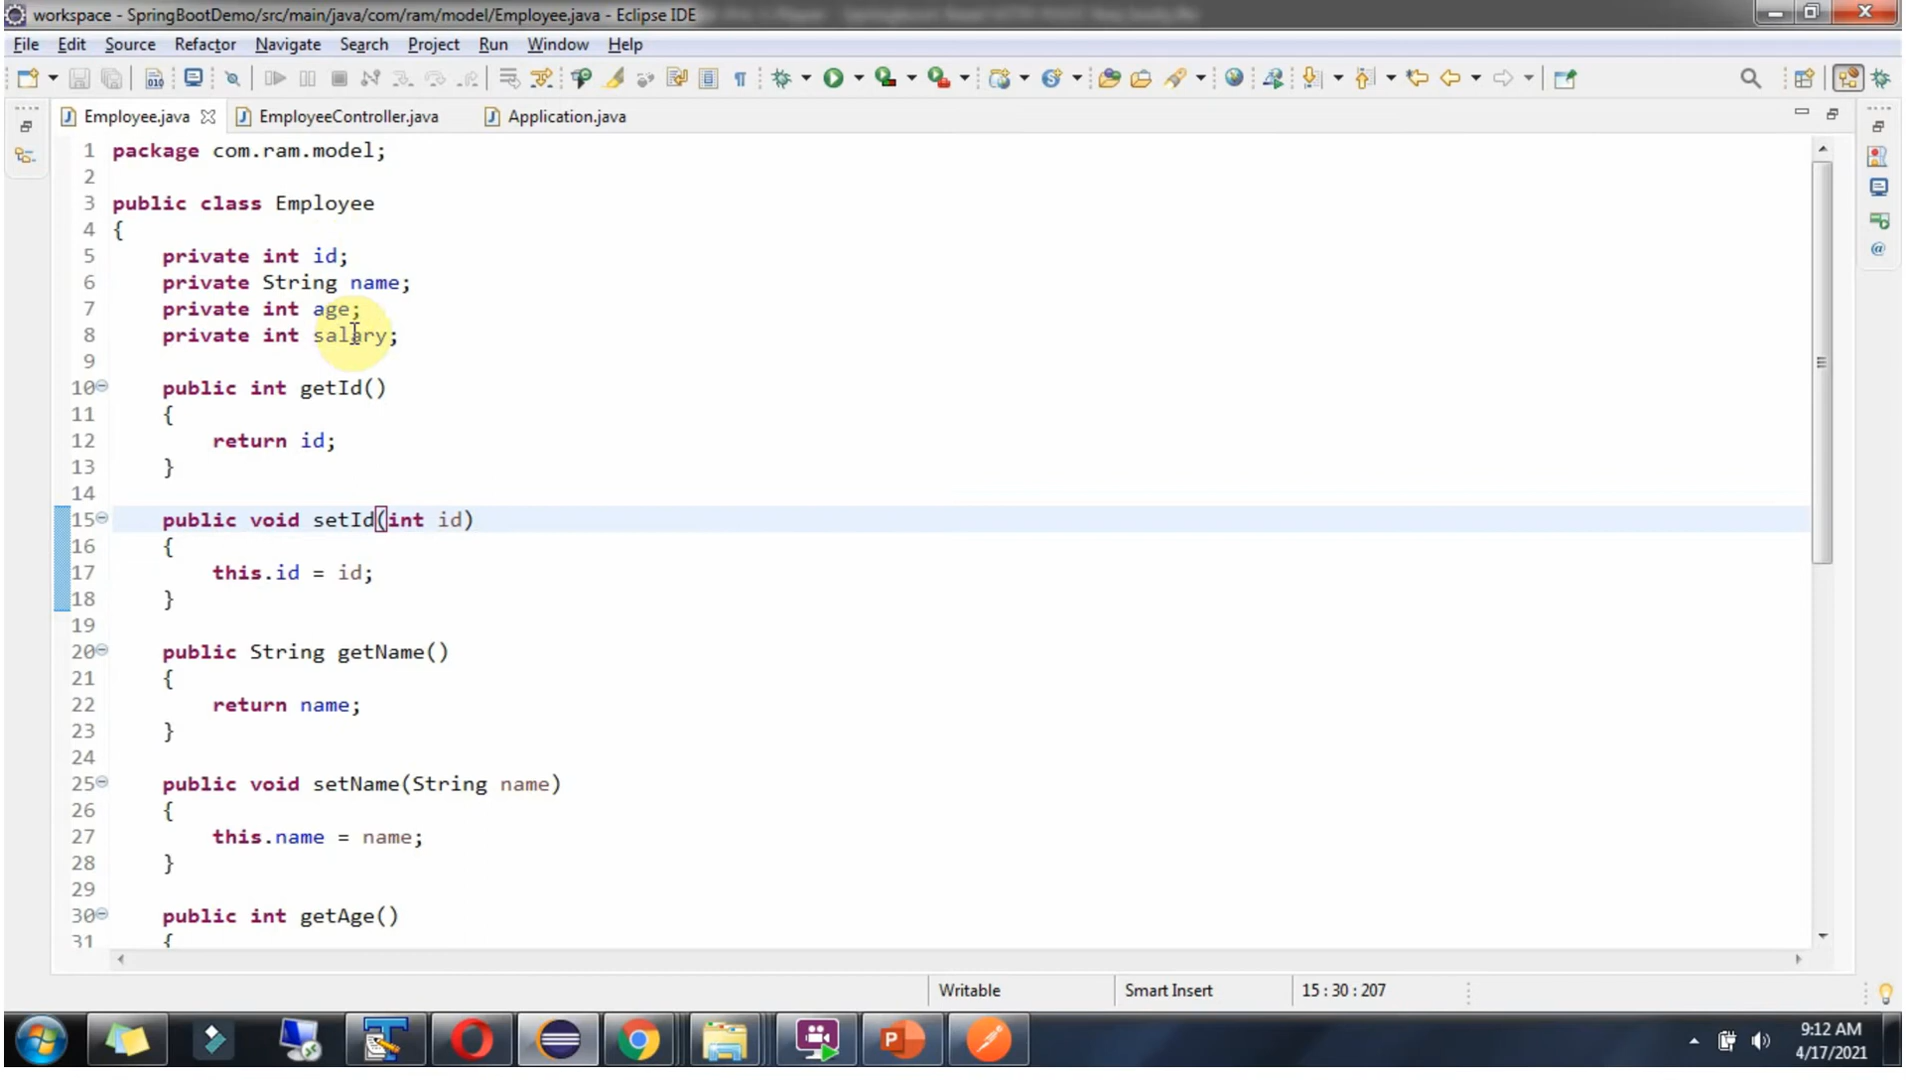 workspace - SpringBootDemo/src/main/java/com/ram/model/Employee.java - Eclipse IDE
File Edit Source Refactor Navigate Search Project Run Window Help
Employee.java EmployeeController.java Application.java
1 package com.ram.model;
2
3 public class Employee
4 {
5 private int id;
6 private String name;
7 private int age;
8 private int salary;
9
10 public int getId()
11 {
12 return id;
13 }
14
15 public void setId(int id)
16 {
17 this.id = id;
18 }
19
20 public String getName()
21 {
22 return name;
23 }
24
25 public void setName(String name)
26 {
27 this.name = name;
28 }
29
30 public int getAge()
31 {
Writable Smart Insert 15 : 30 : 207
9:12 AM
4/17/2021